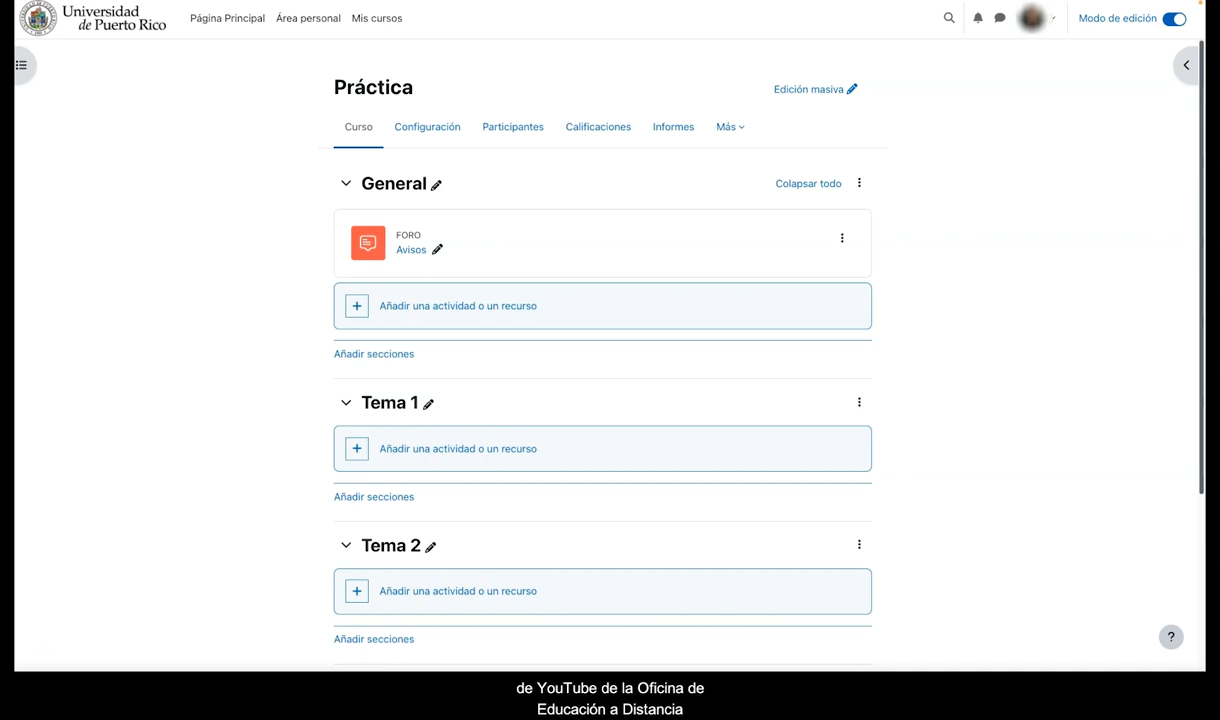 Universidad
de Puerto Rico
Página Principal Área personal Mis cursos
Modo de edición
Práctica
Edición masiva
Curso Configuración Participantes Calificaciones Informes Más
General
Colapsar todo
FORO
Avisos
+ Añadir una actividad o un recurso
Añadir secciones
Tema 1
+ Añadir una actividad o un recurso
Añadir secciones
Tema 2
+ Añadir una actividad o un recurso
Añadir secciones
?
de YouTube de la Oficina de
Educación a Distancia